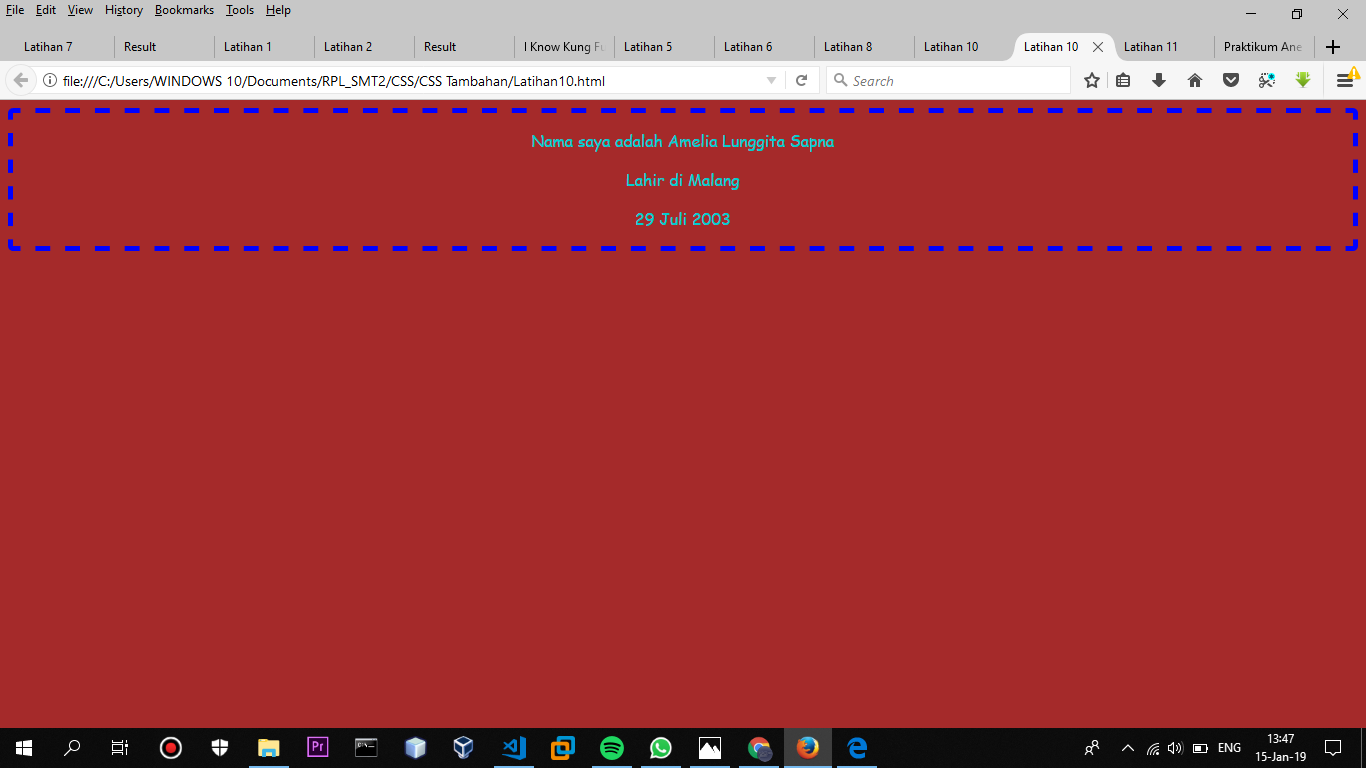 File Edit View History Bookmarks Tools Help
Latihan 7 Result Latihan 1 Latihan 2 Result I Know Kung Fu Latihan 5 Latihan 6 Latihan 8 Latihan 10 Latihan 10 Latihan 11 Praktikum Ane
file:///C:/Users/WINDOWS 10/Documents/RPL_SMT2/CSS/CSS Tambahan/Latihan10.html Search
Nama saya adalah Amelia Lunggita Sapna
Lahir di Malang
29 Juli 2003
Pr C:\_ ENG 13:47
15-Jan-19